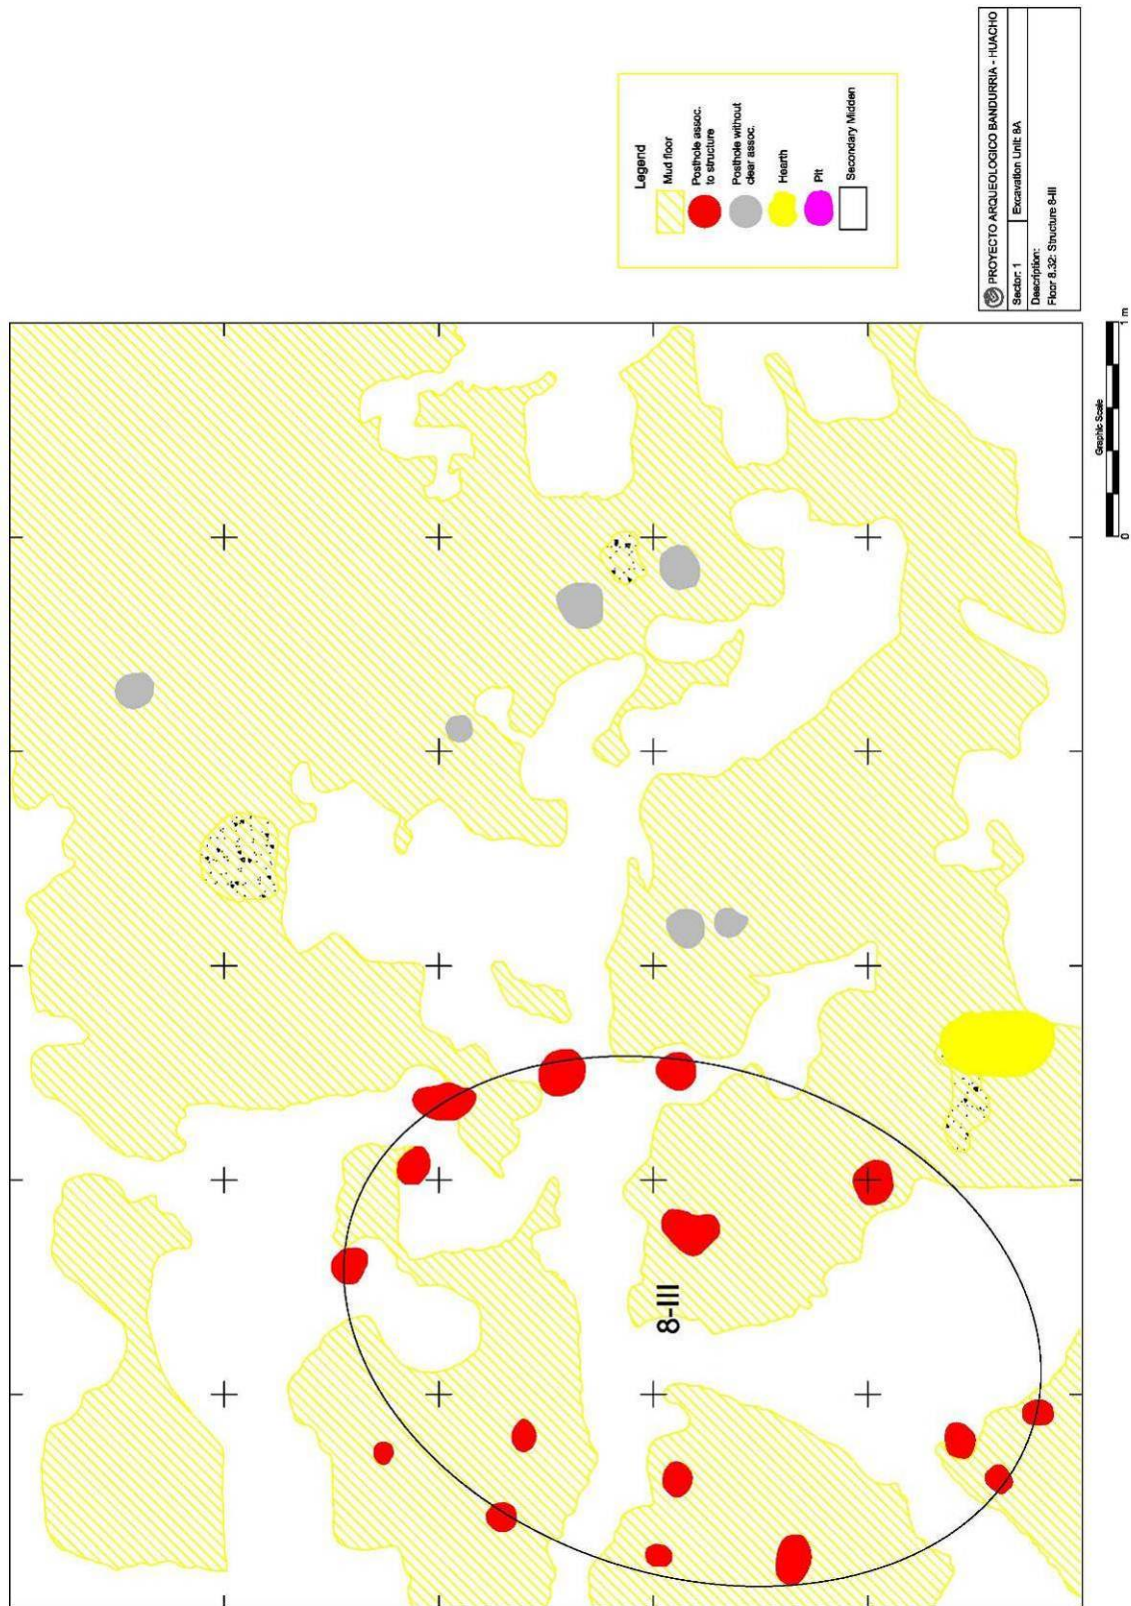 Legend
Mud floor
Posthole assoc.
to structure
Posthole without
clear assoc.
Hearth
Pit
Secondary Midden
PROYECTO ARQUEOLOGICO BANDURRIA - HUACHO
Sector: 1
Excavation Unit: 8A
Description:
Floor 8.32: Structure 8-III
Graphic Scale
0
1 m
8-III